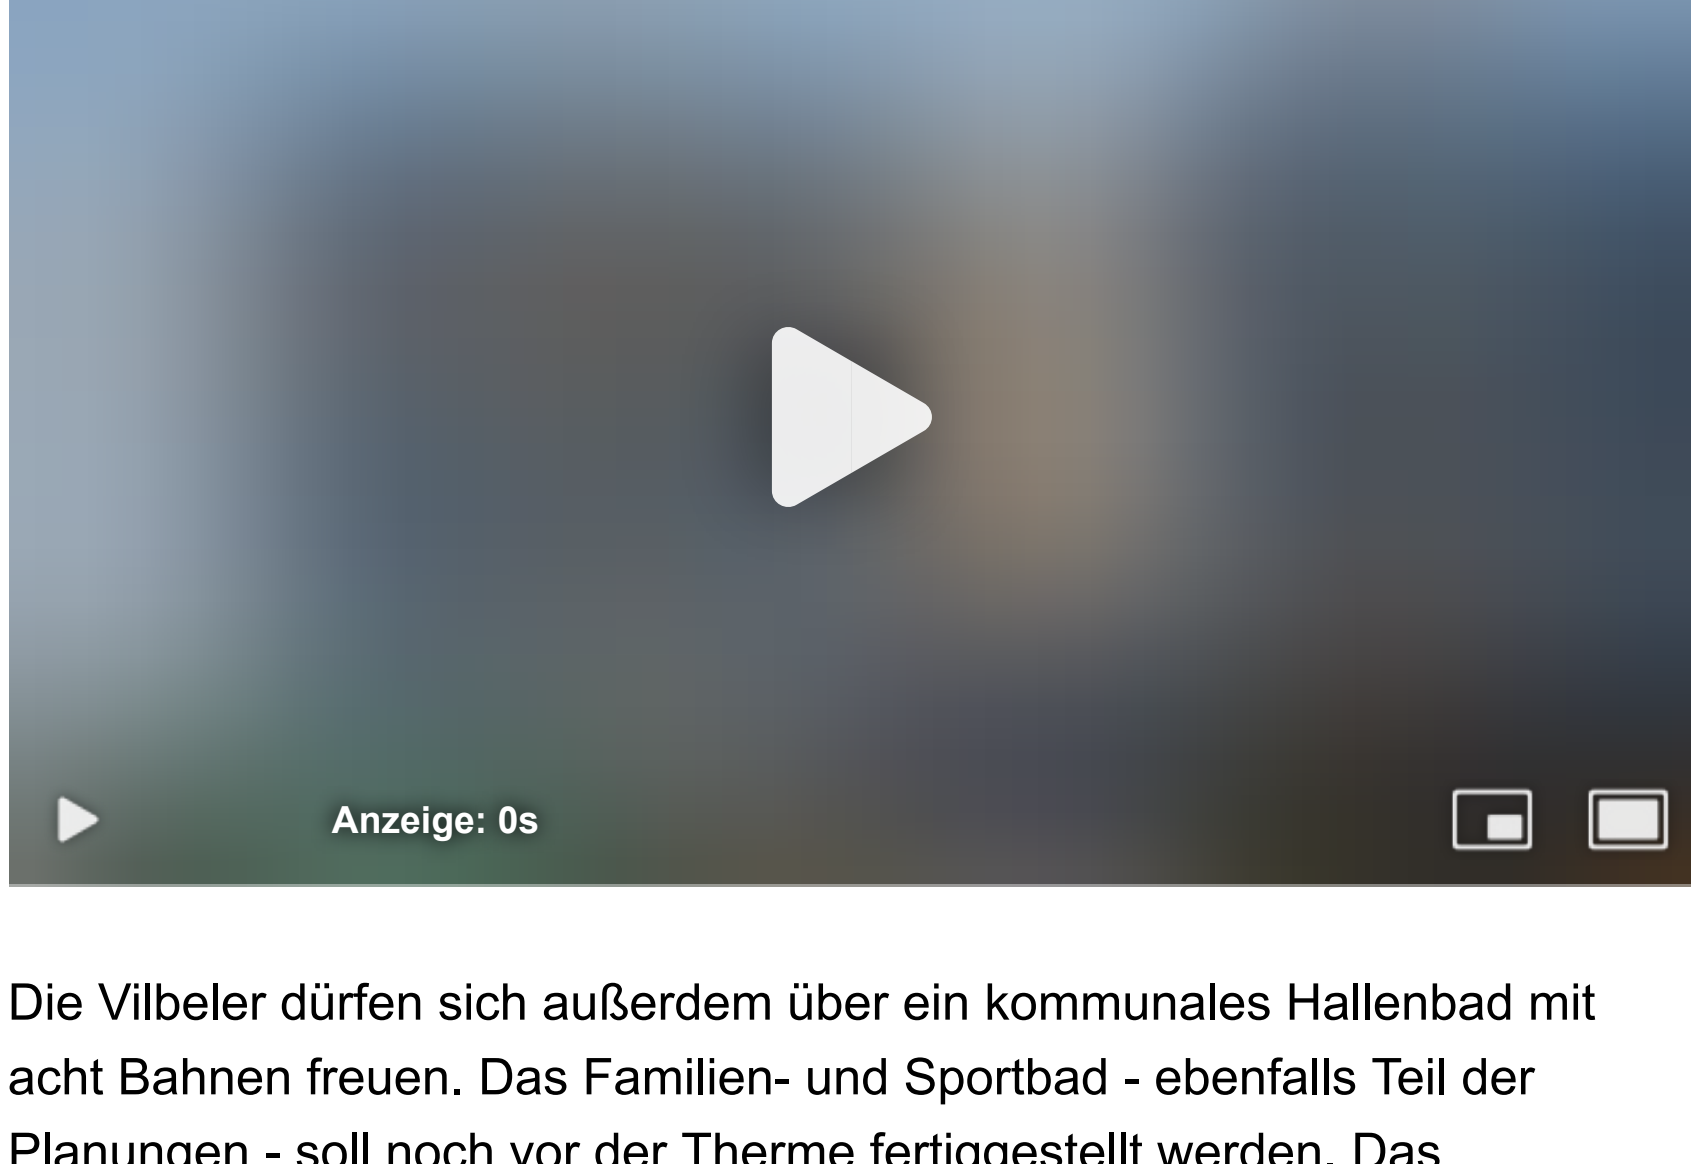 Anzeige: 0s
Die Vilbeler dürfen sich außerdem über ein kommunales Hallenbad mit
acht Bahnen freuen. Das Familien- und Sportbad - ebenfalls Teil der
Planungen - soll noch vor der Therme fertiggestellt werden. Das